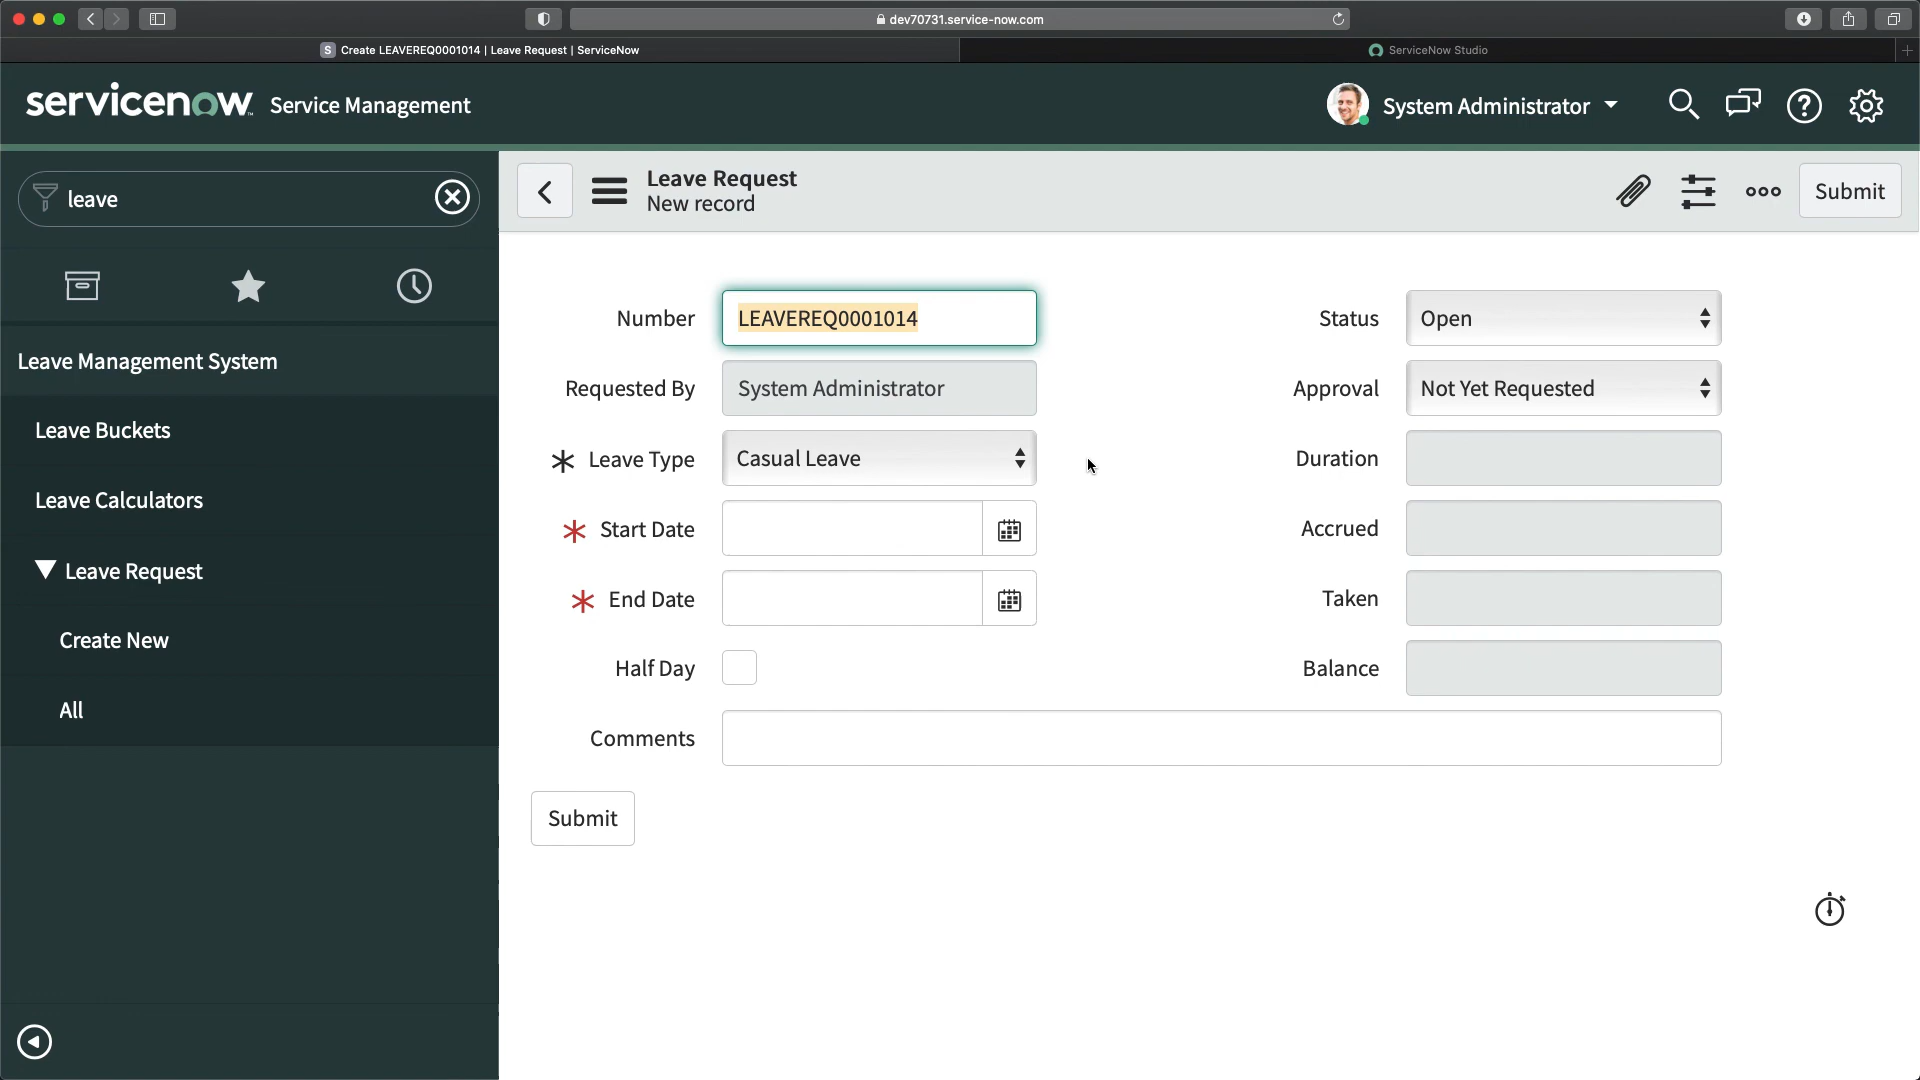 dev70731.service-now.com
S Create LEAVEREQ0001014 | Leave Request | ServiceNow
ServiceNow Studio
servicenow Service Management
System Administrator
leave
Leave Request
New record
Submit
Leave Management System
Leave Buckets
Leave Calculators
Leave Request
Create New
All
Number LEAVEREQ0001014
Status Open
Requested By System Administrator
Approval Not Yet Requested
* Leave Type Casual Leave
Duration
* Start Date
Accrued
* End Date
Taken
Half Day
Balance
Comments
Submit